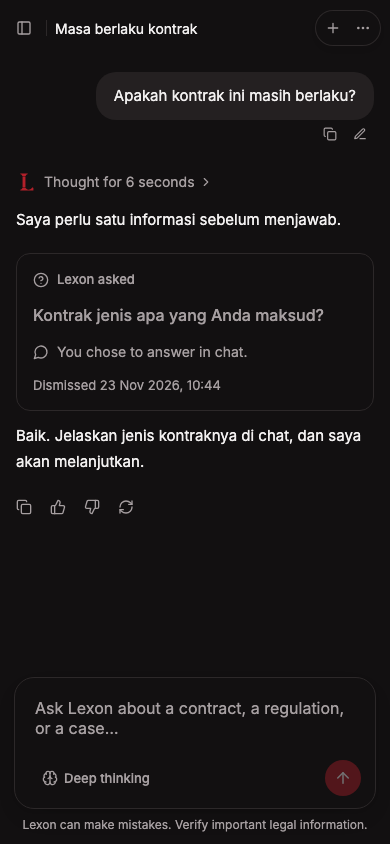 Masa berlaku kontrak
Apakah kontrak ini masih berlaku?
L Thought for 6 seconds
Saya perlu satu informasi sebelum menjawab.
Lexon asked
Kontrak jenis apa yang Anda maksud?
You chose to answer in chat.
Dismissed 23 Nov 2026, 10:44
Baik. Jelaskan jenis kontraknya di chat, dan saya
akan melanjutkan.
Ask Lexon about a contract, a regulation,
or a case...
Deep thinking
Lexon can make mistakes. Verify important legal information.